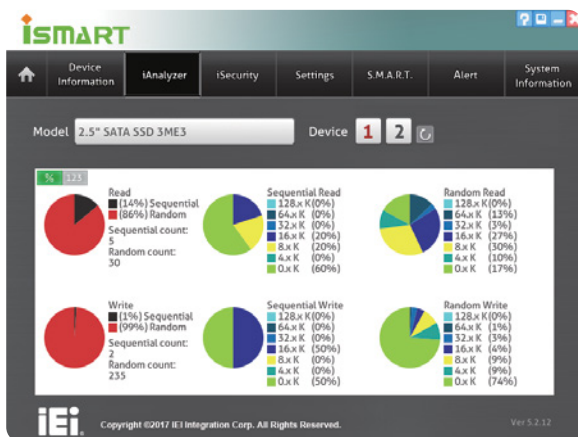 iSMART
Device Information
iAnalyzer
iSecurity
Settings
S.M.A.R.T.
Alert
System Information
Model
2.5" SATA SSD 3ME3
Device
1
2
%
123
Read
(14%) Sequential
(86%) Random
Sequential count:
5
Random count:
30
Sequential Read
128.x K(0%)
64.x K (0%)
32.x K (0%)
16.x K (20%)
8.x K (20%)
4.x K (0%)
0.x K (60%)
Random Read
128.x K(0%)
64.x K (13%)
32.x K (3%)
16.x K (27%)
8.x K (30%)
4.x K (10%)
0.x K (17%)
Write
(1%) Sequential
(99%) Random
Sequential count:
2
Random count:
235
Sequential Write
128.x K(0%)
64.x K (0%)
32.x K (0%)
16.x K (50%)
8.x K (0%)
4.x K (0%)
0.x K (50%)
Random Write
128.x K(0%)
64.x K (1%)
32.x K (3%)
16.x K (4%)
8.x K (9%)
4.x K (9%)
0.x K (74%)
iEi
Copyright ©2017 IEI Integration Corp. All Rights Reserved.
Ver 5.2.12